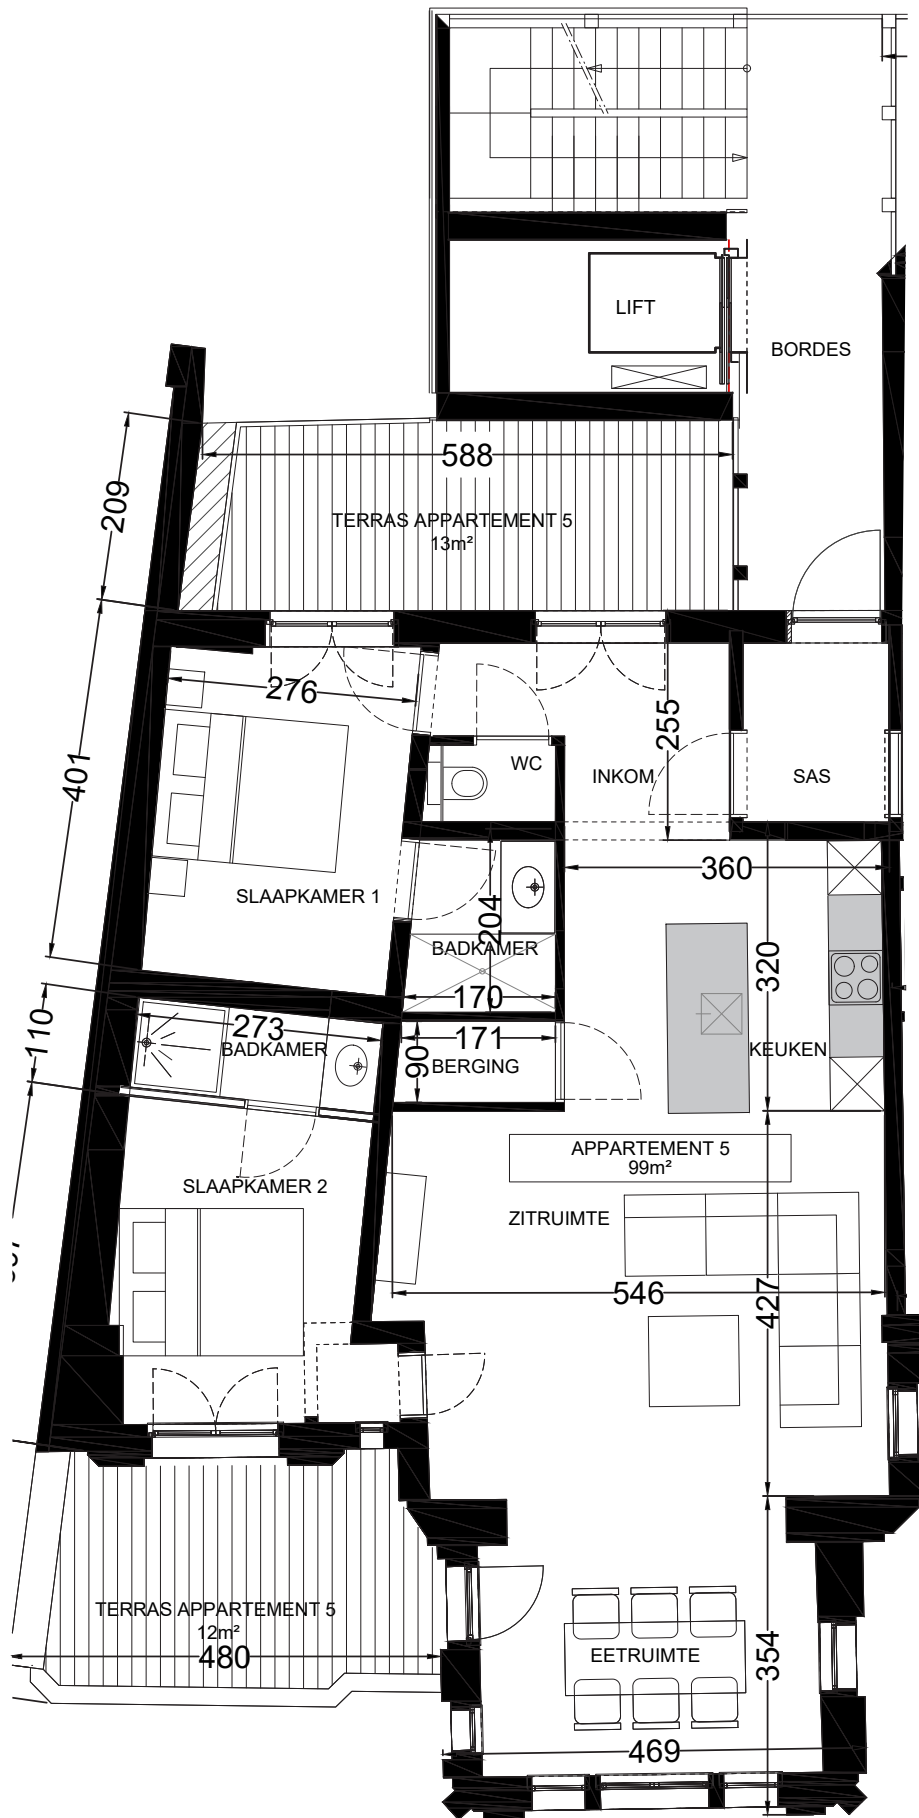 LIFT
BORDES
588
209
TERRAS APPARTEMENT 5
13m²
276
255
WC
INKOM
SAS
401
360
SLAAPKAMER 1
204
BADKAMER
320
170
110
273
171
BADKAMER
90
BERGING
KEUKEN
APPARTEMENT 5
99m²
SLAAPKAMER 2
ZITRUIMTE
546
427
TERRAS APPARTEMENT 5
12m²
480
EETRUIMTE
354
469